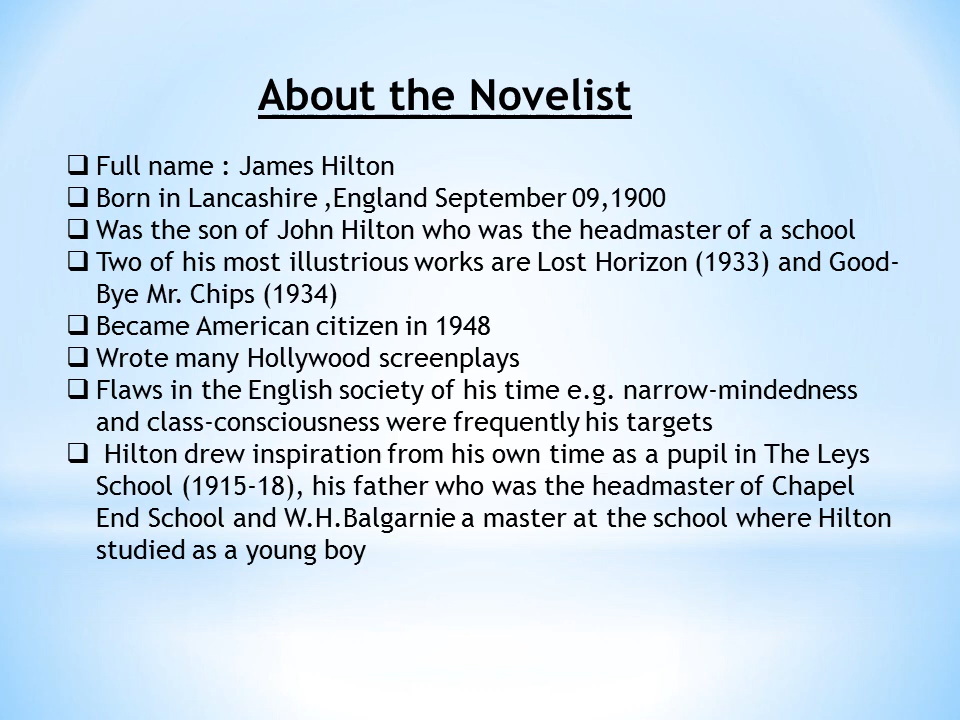 About the Novelist
❑ Full name : James Hilton
❑ Born in Lancashire ,England September 09,1900
❑ Was the son of John Hilton who was the headmaster of a school
❑ Two of his most illustrious works are Lost Horizon (1933) and Good-
Bye Mr. Chips (1934)
❑ Became American citizen in 1948
❑ Wrote many Hollywood screenplays
❑ Flaws in the English society of his time e.g. narrow-mindedness
and class-consciousness were frequently his targets
❑ Hilton drew inspiration from his own time as a pupil in The Leys
School (1915-18), his father who was the headmaster of Chapel
End School and W.H.Balgarnie a master at the school where Hilton
studied as a young boy